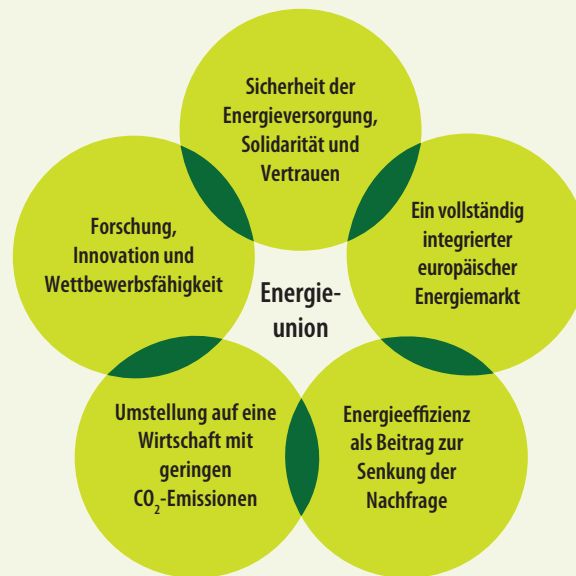 Sicherheit der
Energieversorgung,
Solidarität und
Vertrauen
Ein vollständig
integrierter
europäischer
Energiemarkt
Forschung,
Innovation und
Wettbewerbsfähigkeit
Energie-
union
Umstellung auf eine
Wirtschaft mit
geringen
CO₂-Emissionen
Energieeffizienz
als Beitrag zur
Senkung der
Nachfrage